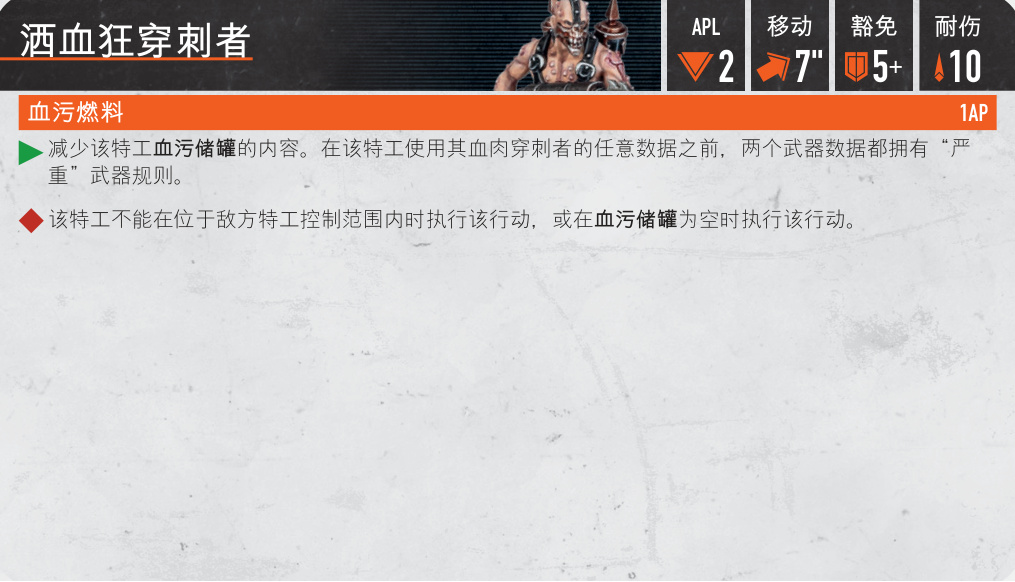 洒血狂穿刺者
APL 移动 豁免 耐伤
2 7" 5+ 10
血污燃料 1AP
减少该特工血污储罐的内容。在该特工使用其血肉穿刺者的任意数据之前，两个武器数据都拥有“严
重”武器规则。
该特工不能在位于敌方特工控制范围内时执行该行动，或在血污储罐为空时执行该行动。